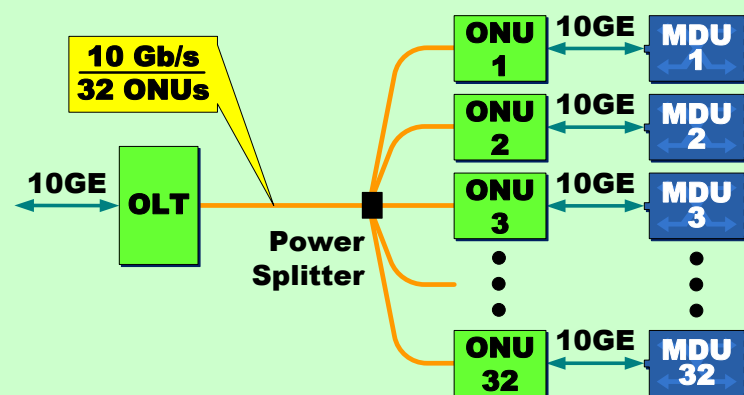 10 Gb/s
32 ONUs
10GE
OLT
Power
Splitter
ONU
1
10GE
MDU
1
ONU
2
10GE
MDU
2
ONU
3
10GE
MDU
3
ONU
32
10GE
MDU
32